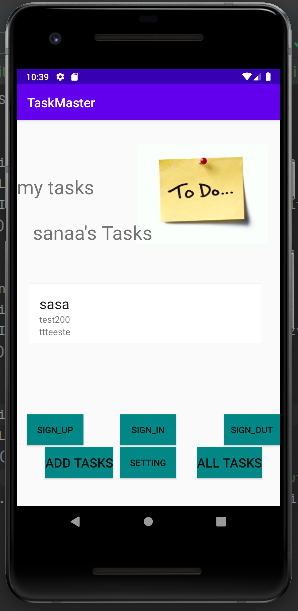 10:39
TaskMaster
To Do...
my tasks
sanaa's Tasks
sasa
test200
ttteeste
SIGN_UP SIGN_IN SIGN_OUT
ADD TASKS SETTING ALL TASKS